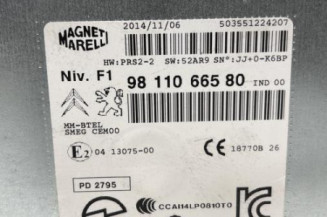 MAGNETI
MARELLI
2014/11/06 503551224207
HW:PRS2-2 SW:52AR9 SN*:JJ+0-K6BP
Niv. F1 98 110 665 80 IND 00
MM-BTEL
SMEG CEM00
E2 04 13075-00 CE 18770B 26
PD 2795
CCAI14LP0810T0